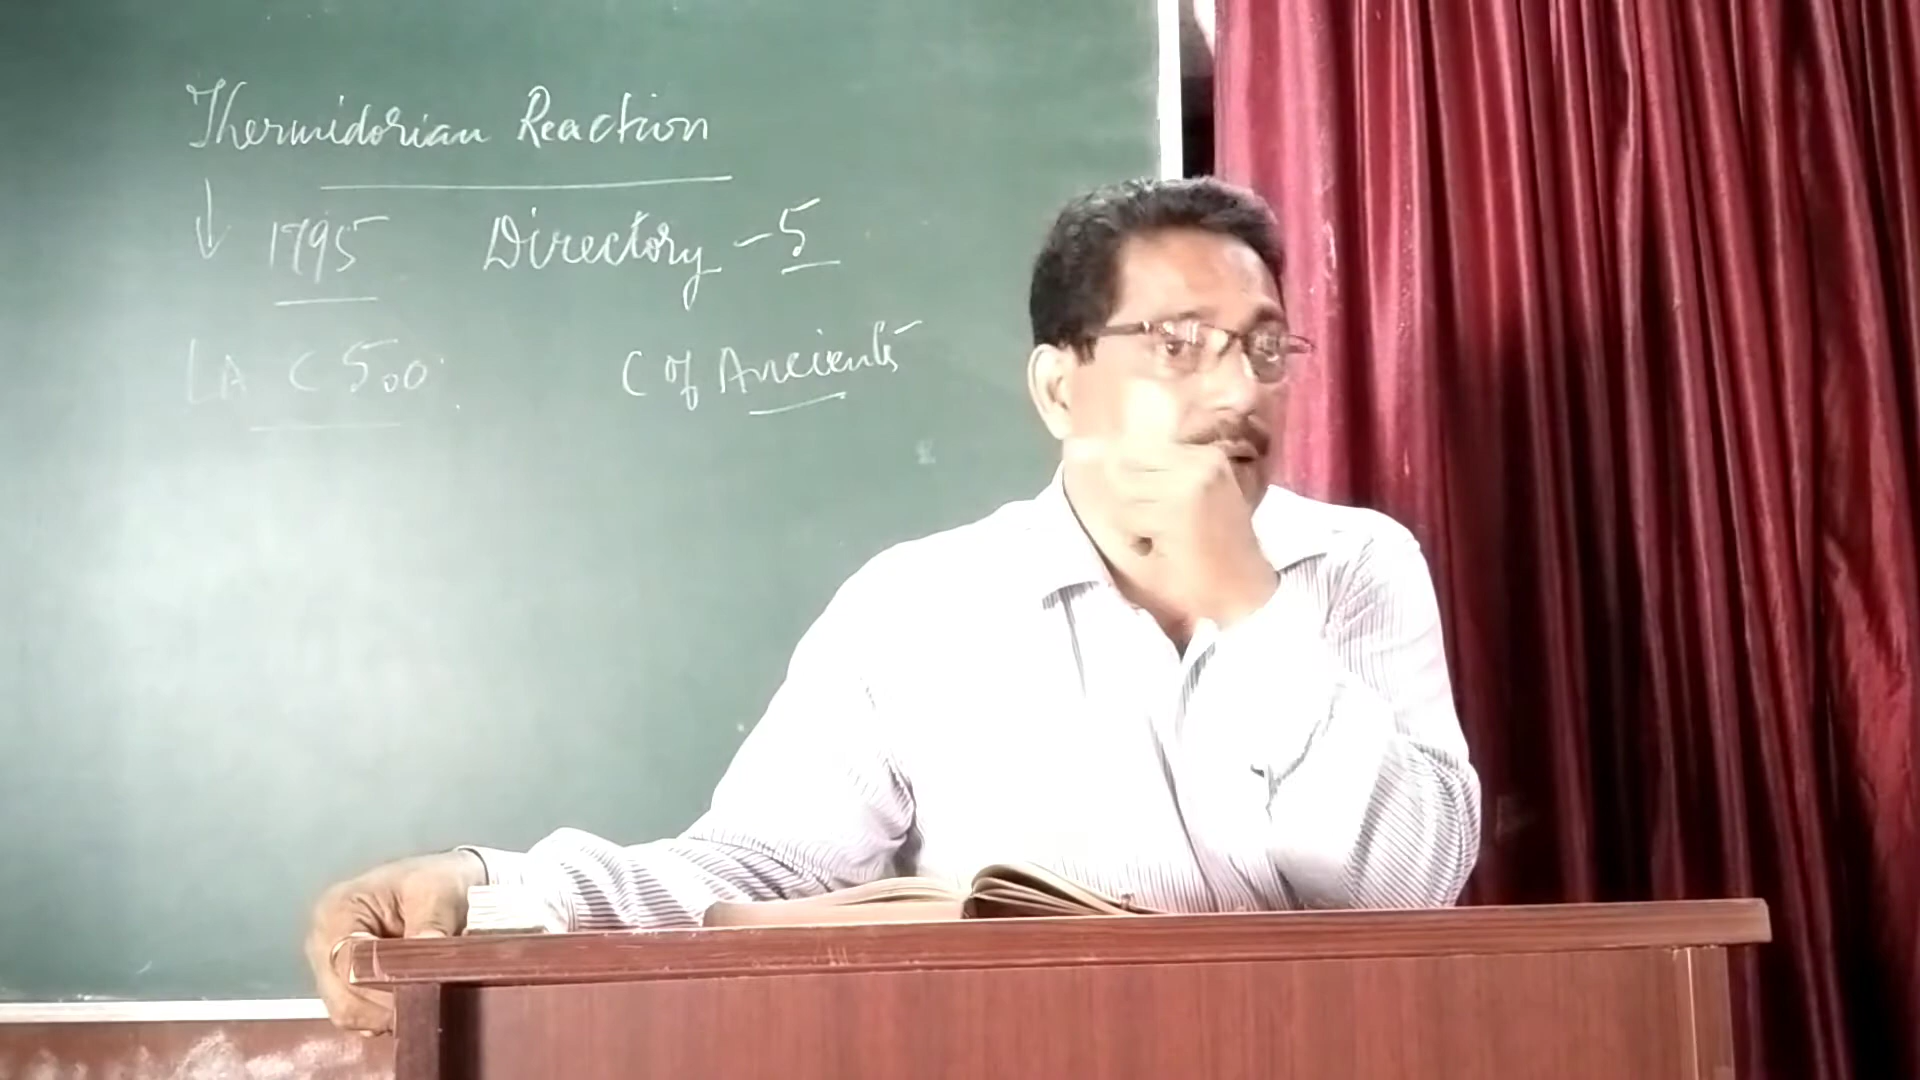 Thermidorian Reaction
↓ 1795 Directory - 5
LA C 500 C of Ancients